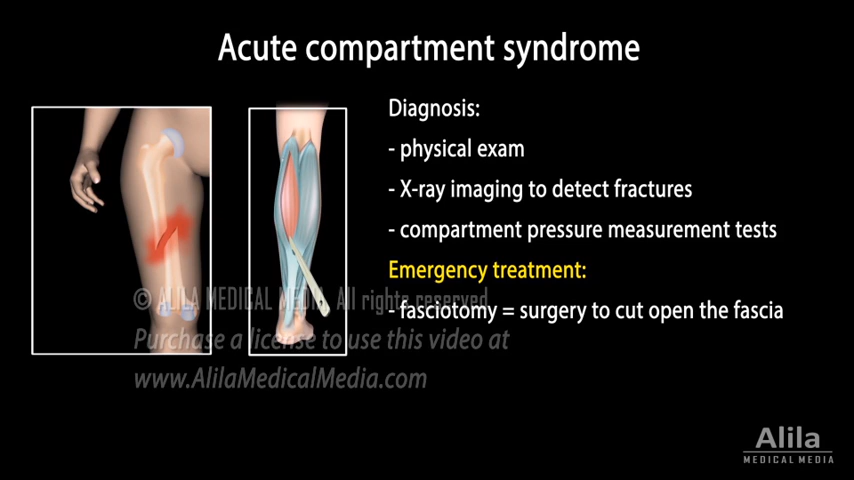 Acute compartment syndrome
Diagnosis:
- physical exam
- X-ray imaging to detect fractures
- compartment pressure measurement tests
Emergency treatment:
- fasciotomy = surgery to cut open the fascia
© ALILA MEDICAL MEDIA. All rights reserved
Purchase a license to use this video at
www.AlilaMedicalMedia.com
Alila
MEDICAL MEDIA